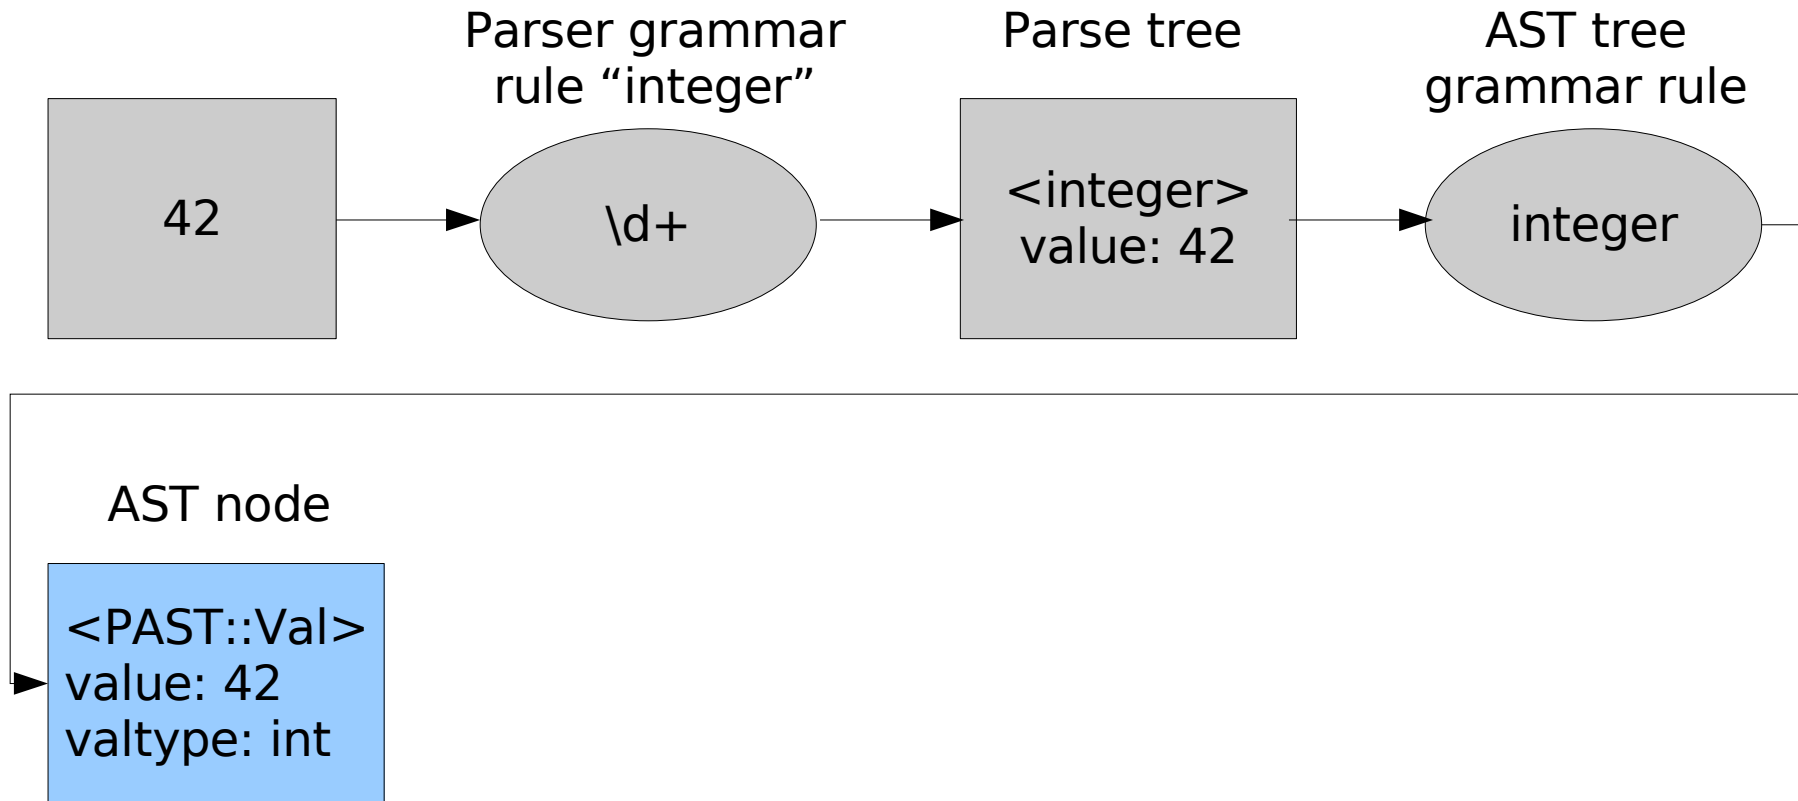 Parser grammar
rule “integer”
Parse tree
AST tree
grammar rule
42
\d+
<integer>
value: 42
integer
AST node
<PAST::Val>
value: 42
valtype: int